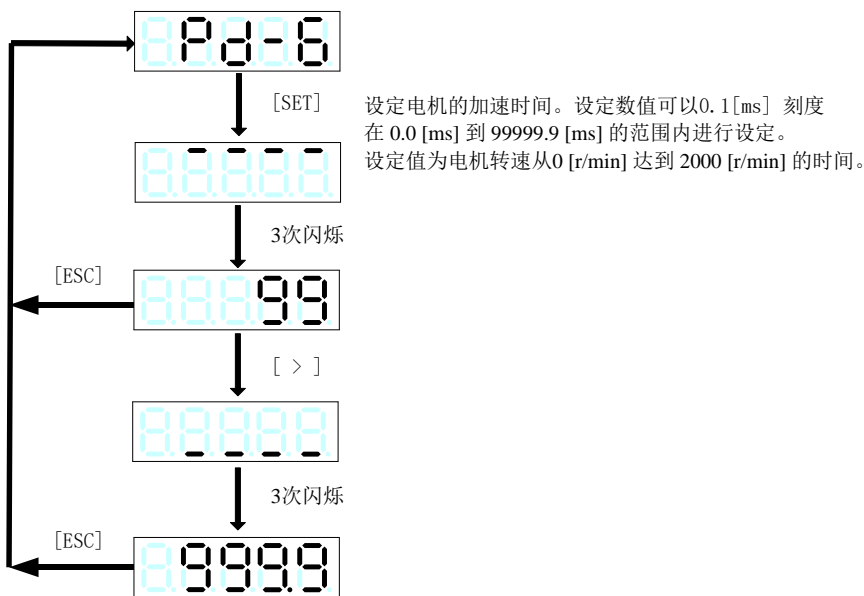 Pd-6
[SET]
设定电机的加速时间。设定数值可以0.1[ms] 刻度
在 0.0 [ms] 到 99999.9 [ms] 的范围内进行设定。
设定值为电机转速从0 [r/min] 达到 2000 [r/min] 的时间。
- - - -
3次闪烁
[ESC]
99
[ > ]
_ _ _ _
3次闪烁
[ESC]
999.9